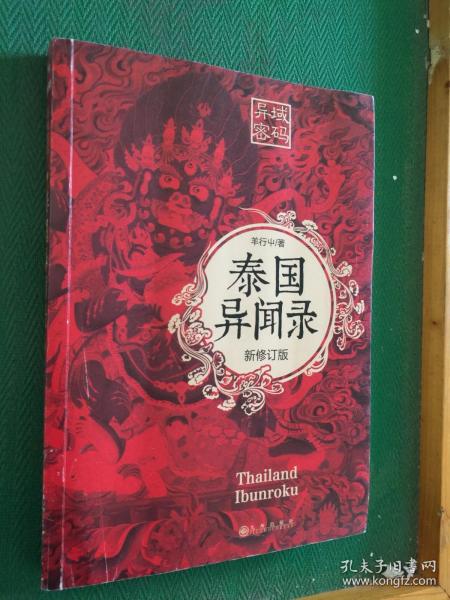 异域
密码
羊行屮/著
泰国
异闻录
新修订版
Thailand
Ibunroku
孔夫子旧书网
www.kongfz.com